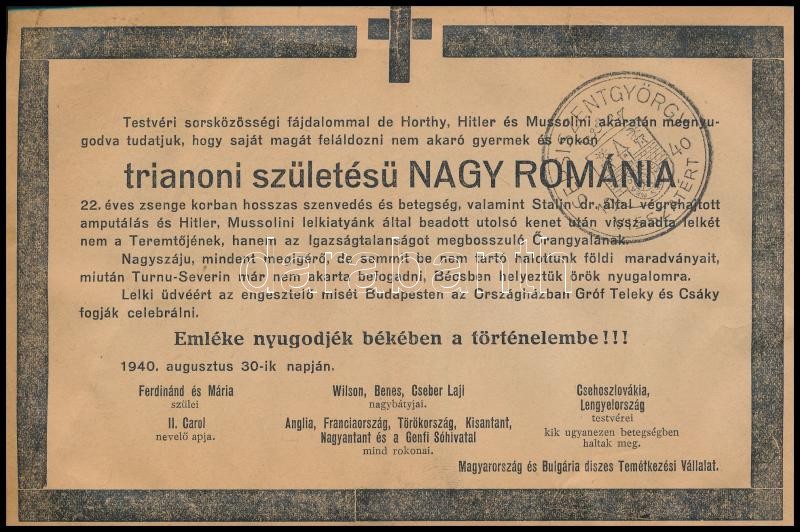 Testvéri sorsközösségi fájdalommal de Horthy, Hitler és Mussolini akaratán megnyu-
godva tudatjuk, hogy saját magát feláldozni nem akaró gyermek és rokon
trianoni születésü NAGY ROMÁNIA
22. éves zsenge korban hosszas szenvedés és betegség, valamint Stalin dr. által végrehajtott
amputálás és Hitler, Mussolini lelkiatyánk által beadott utolsó kenet után visszaadta lelkét
nem a Teremtőjének, hanem az Igazságtalanságot megbosszuló Őrangyalának.
Nagyszáju, mindent megigérő, de semmit be nem tartó halottunk földi maradványait,
miután Turnu-Severin már nem akarta befogadni, Bécsben helyeztük örök nyugalomra.
Lelki üdvéért az engesztelő misét Budapesten az Országházban Gróf Teleky és Csáky
fogják celebrálni.
Emléke nyugodjék békében a történelembe!!!
1940. augusztus 30-ik napján.
Ferdinánd és Mária
szülei
II. Carol
nevelő apja.
Wilson, Benes, Cseber Laji
nagybátyjai.
Anglia, Franciaország, Törökország, Kisantant,
Nagyantant és a Genfi Sóhivatal
mind rokonai.
Csehoszlovákia,
Lengyelország
testvérei
kik ugyanezen betegségben
haltak meg.
Magyarország és Bulgária diszes Temétkezési Vállalat.
SEPSISZENTGYÖRGY
VISSZATÉRT
darabanth